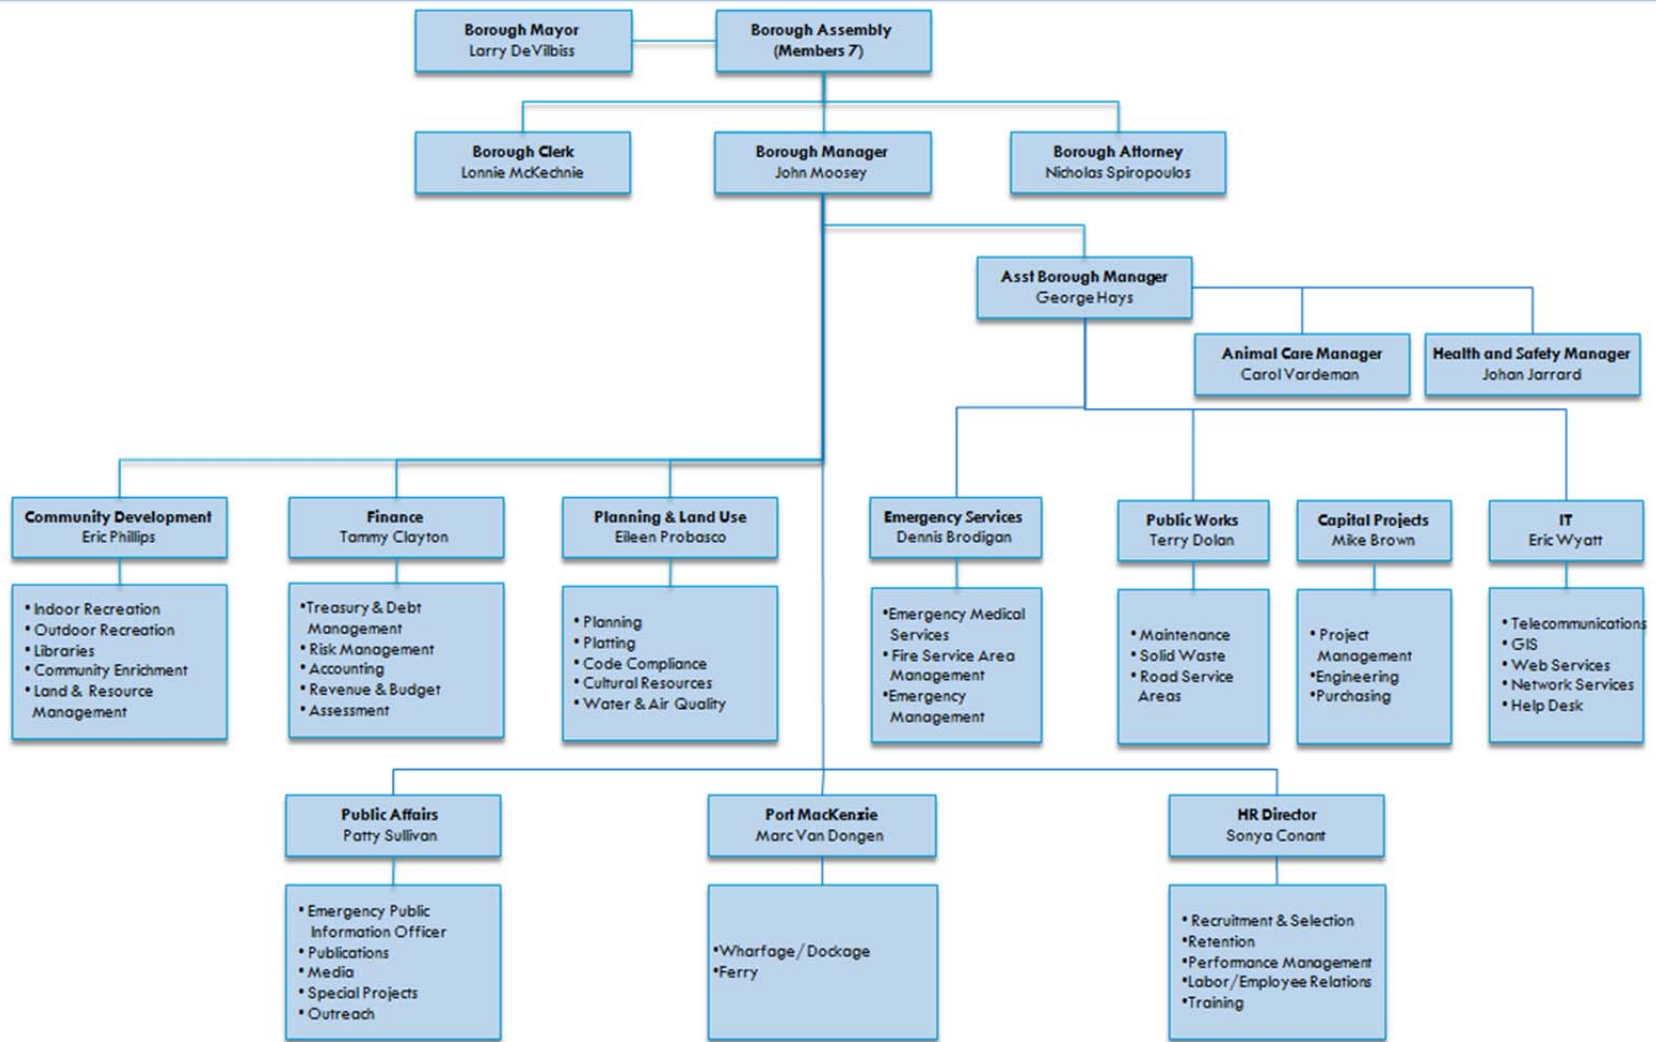 Borough Mayor
Larry DeVilbiss
Borough Assembly
(Members 7)
Borough Clerk
Lonnie McKechnie
Borough Manager
John Moosey
Borough Attorney
Nicholas Spiropoulos
Asst Borough Manager
George Hays
Animal Care Manager
Carol Vardeman
Health and Safety Manager
Johan Jarrard
Community Development
Eric Phillips
Finance
Tammy Clayton
Planning & Land Use
Eileen Probasco
Emergency Services
Dennis Brodigan
Public Works
Terry Dolan
Capital Projects
Mike Brown
IT
Eric Wyatt
• Indoor Recreation
• Outdoor Recreation
• Libraries
• Community Enrichment
• Land & Resource
Management
•Treasury & Debt
Management
• Risk Management
• Accounting
• Revenue & Budget
• Assessment
• Planning
• Platting
• Code Compliance
• Cultural Resources
• Water & Air Quality
•Emergency Medical
Services
• Fire Service Area
Management
•Emergency
Management
• Maintenance
• Solid Waste
• Road Service
Areas
• Project
Management
•Engineering
•Purchasing
• Telecommunications
• GIS
• Web Services
• Network Services
• Help Desk
Public Affairs
Patty Sullivan
Port MacKenzie
Marc Van Dongen
HR Director
Sonya Conant
• Emergency Public
Information Officer
• Publications
• Media
• Special Projects
• Outreach
•Wharfage/ Dockage
•Ferry
• Recruitment & Selection
•Retention
•Performance Management
•Labor/Employee Relations
•Training